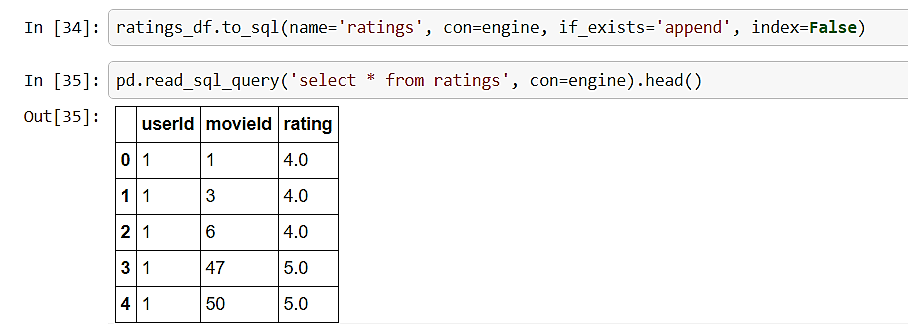 In [34]: ratings_df.to_sql(name='ratings', con=engine, if_exists='append', index=False)
In [35]: pd.read_sql_query('select * from ratings', con=engine).head()
Out[35]:
userId movieId rating
0 1 1 4.0
1 1 3 4.0
2 1 6 4.0
3 1 47 5.0
4 1 50 5.0